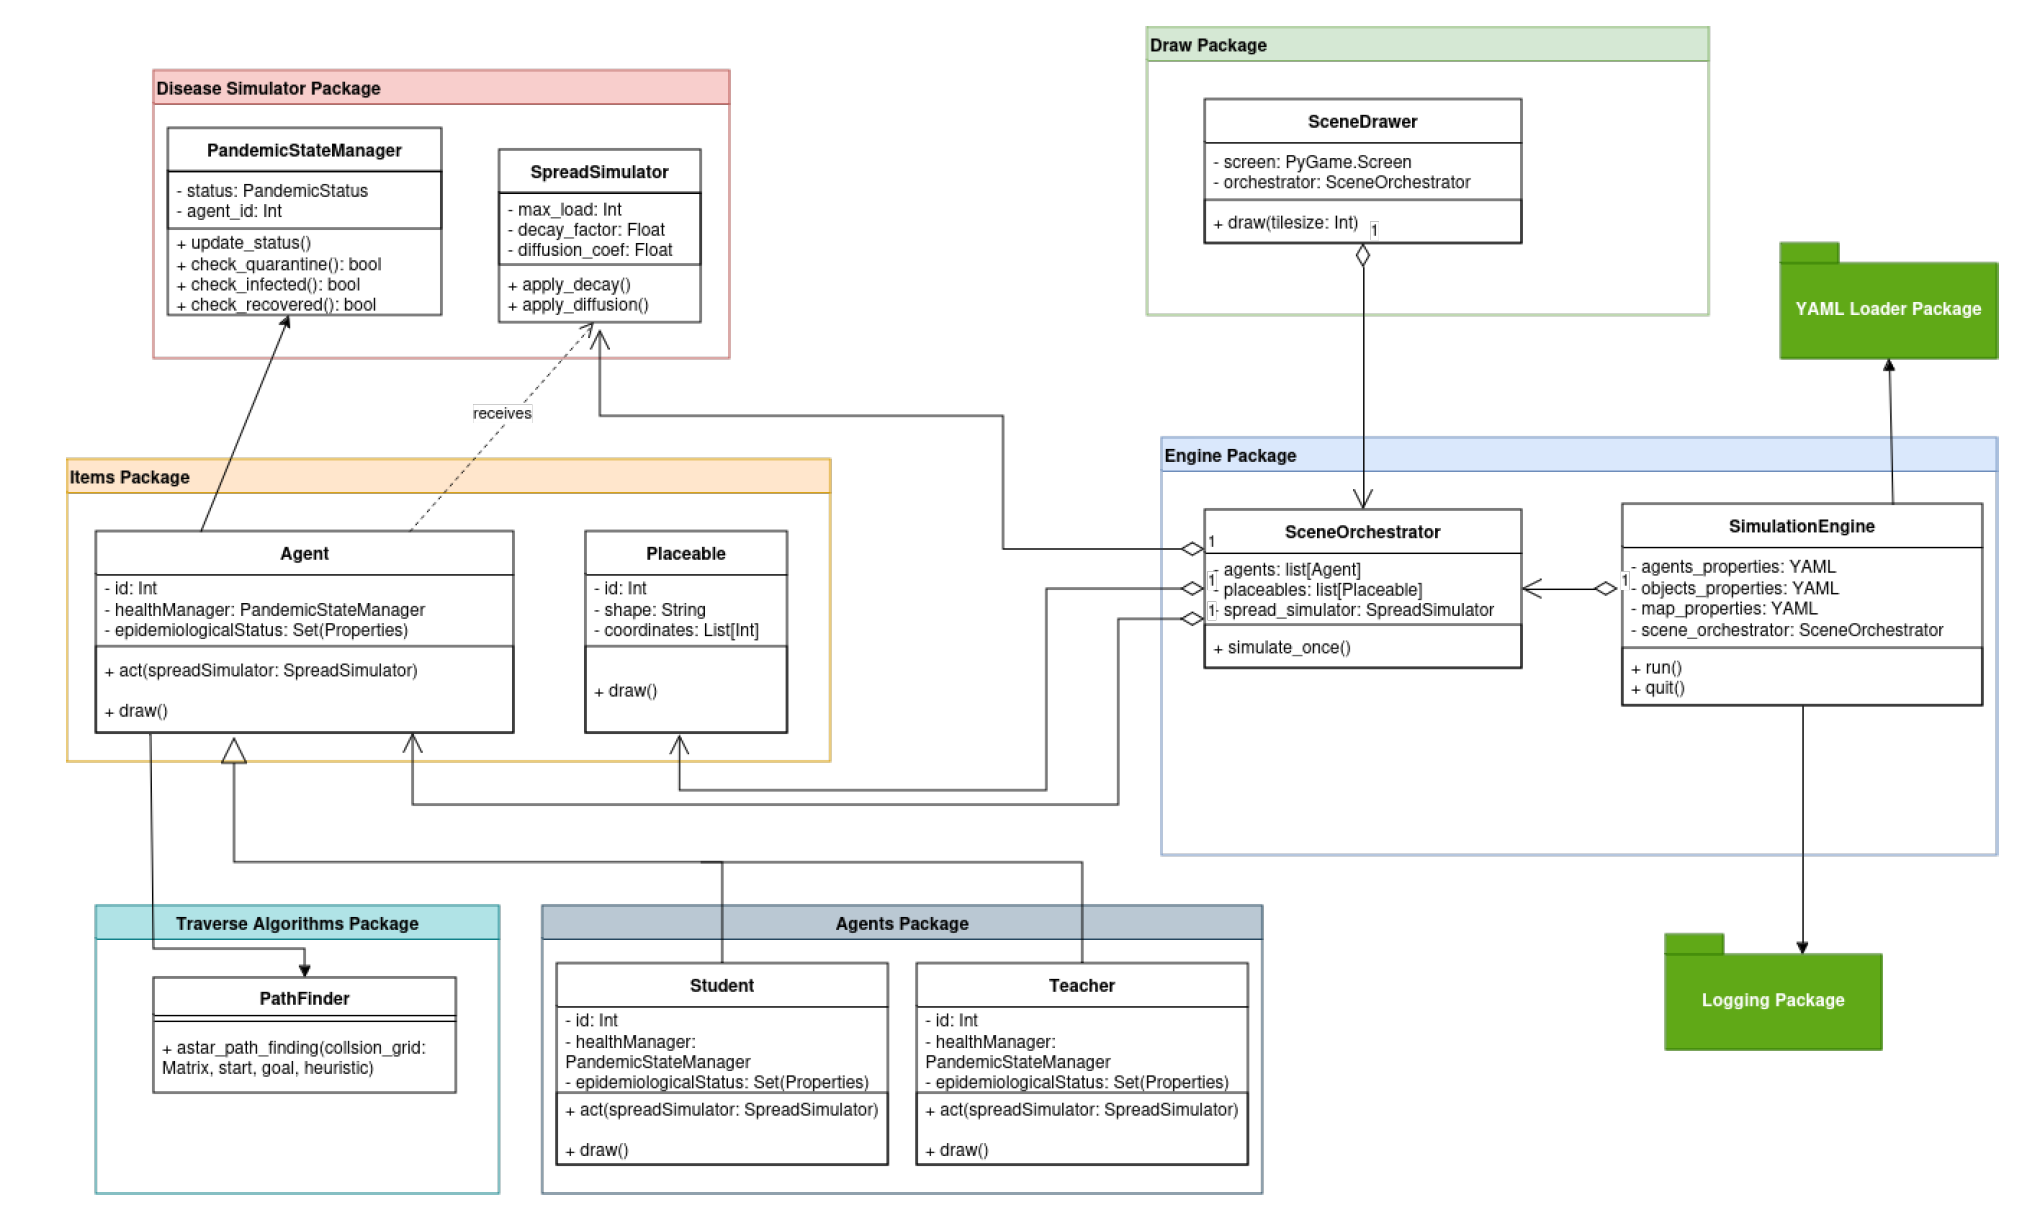 Disease Simulator Package
PandemicStateManager
- status: PandemicStatus
- agent_id: Int
+ update_status()
+ check_quarantine(): bool
+ check_infected(): bool
+ check_recovered(): bool
SpreadSimulator
- max_load: Int
- decay_factor: Float
- diffusion_coef: Float
+ apply_decay()
+ apply_diffusion()
Draw Package
SceneDrawer
- screen: PyGame.Screen
- orchestrator: SceneOrchestrator
+ draw(tilesize: Int)
1
YAML Loader Package
receives
Items Package
Agent
- id: Int
- healthManager: PandemicStateManager
- epidemiologicalStatus: Set(Properties)
+ act(spreadSimulator: SpreadSimulator)
+ draw()
Placeable
- id: Int
- shape: String
- coordinates: List[Int]
+ draw()
Engine Package
SceneOrchestrator
1
- agents: list[Agent]
1
- placeables: list[Placeable]
1
- spread_simulator: SpreadSimulator
+ simulate_once()
SimulationEngine
- agents_properties: YAML
1
- objects_properties: YAML
- map_properties: YAML
- scene_orchestrator: SceneOrchestrator
+ run()
+ quit()
Traverse Algorithms Package
PathFinder
+ astar_path_finding(collsion_grid:
Matrix, start, goal, heuristic)
Agents Package
Student
- id: Int
- healthManager:
PandemicStateManager
- epidemiologicalStatus: Set(Properties)
+ act(spreadSimulator: SpreadSimulator)
+ draw()
Teacher
- id: Int
- healthManager:
PandemicStateManager
- epidemiologicalStatus: Set(Properties)
+ act(spreadSimulator: SpreadSimulator)
+ draw()
Logging Package